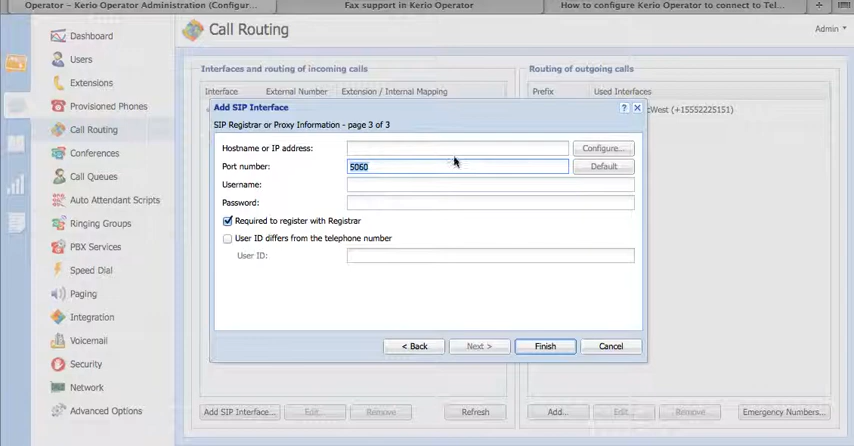 Operator – Kerio Operator Administration (Configur...
Fax support in Kerio Operator
How to configure Kerio Operator to connect to Tel...
Call Routing
Admin
Dashboard
Users
Extensions
Provisioned Phones
Call Routing
Conferences
Call Queues
Auto Attendant Scripts
Ringing Groups
PBX Services
Speed Dial
Paging
Integration
Voicemail
Security
Network
Advanced Options
Interfaces and routing of incoming calls
Interface External Number Extension / Internal Mapping
Routing of outgoing calls
Prefix Used Interfaces
cWest (+15552225151)
Add SIP Interface
SIP Registrar or Proxy Information - page 3 of 3
Hostname or IP address:
Configure...
Port number: 5060
Default
Username:
Password:
Required to register with Registrar
User ID differs from the telephone number
User ID:
< Back
Next >
Finish
Cancel
Add SIP Interface...
Edit...
Remove
Refresh
Add...
Edit...
Remove
Emergency Numbers...